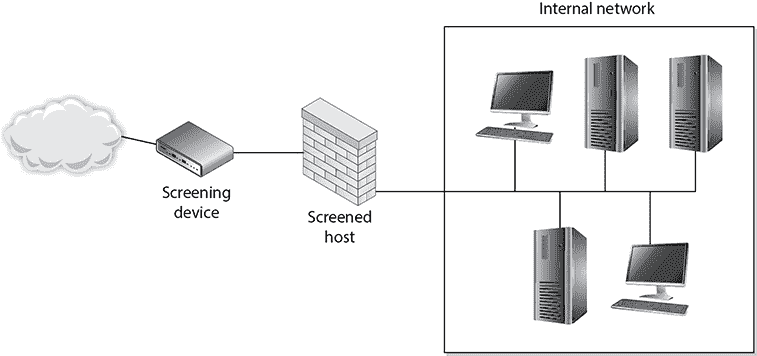 Internal network
Screening
device
Screened
host